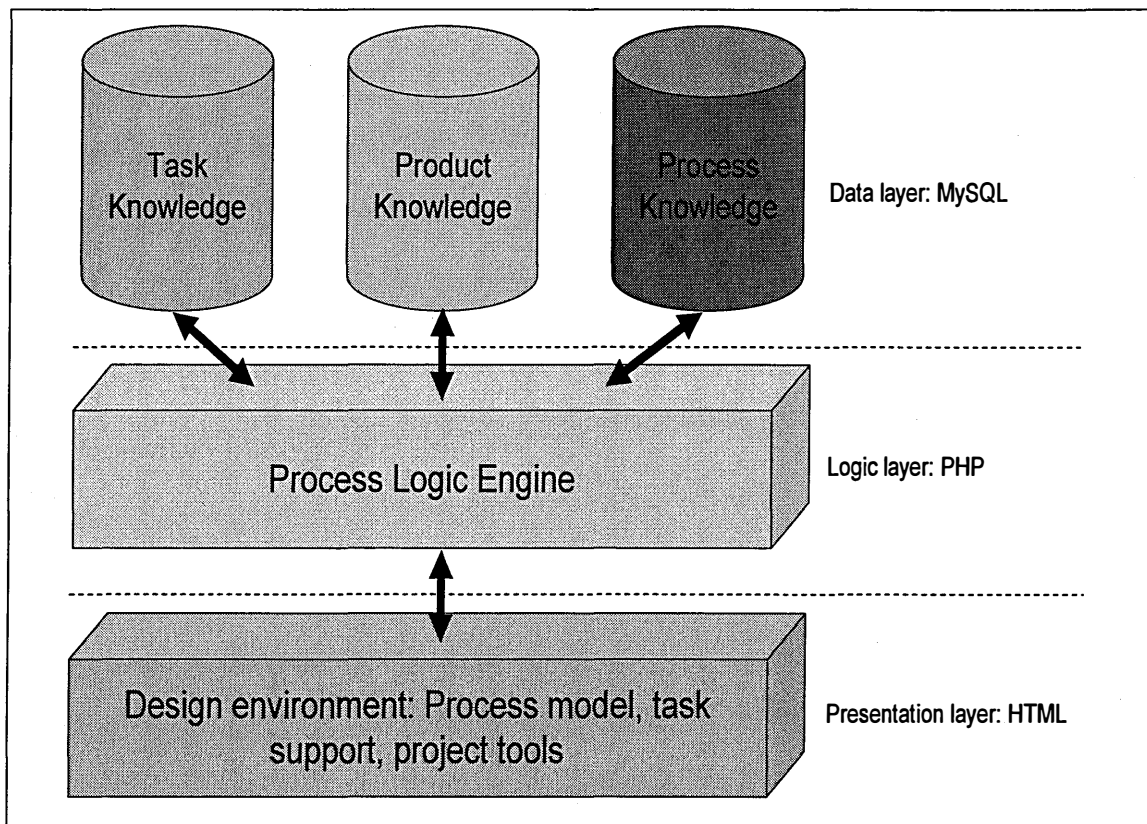 Task
Knowledge
Product
Knowledge
Process
Knowledge
Data layer: MySQL
Process Logic Engine
Logic layer: PHP
Design environment: Process model, task
support, project tools
Presentation layer: HTML